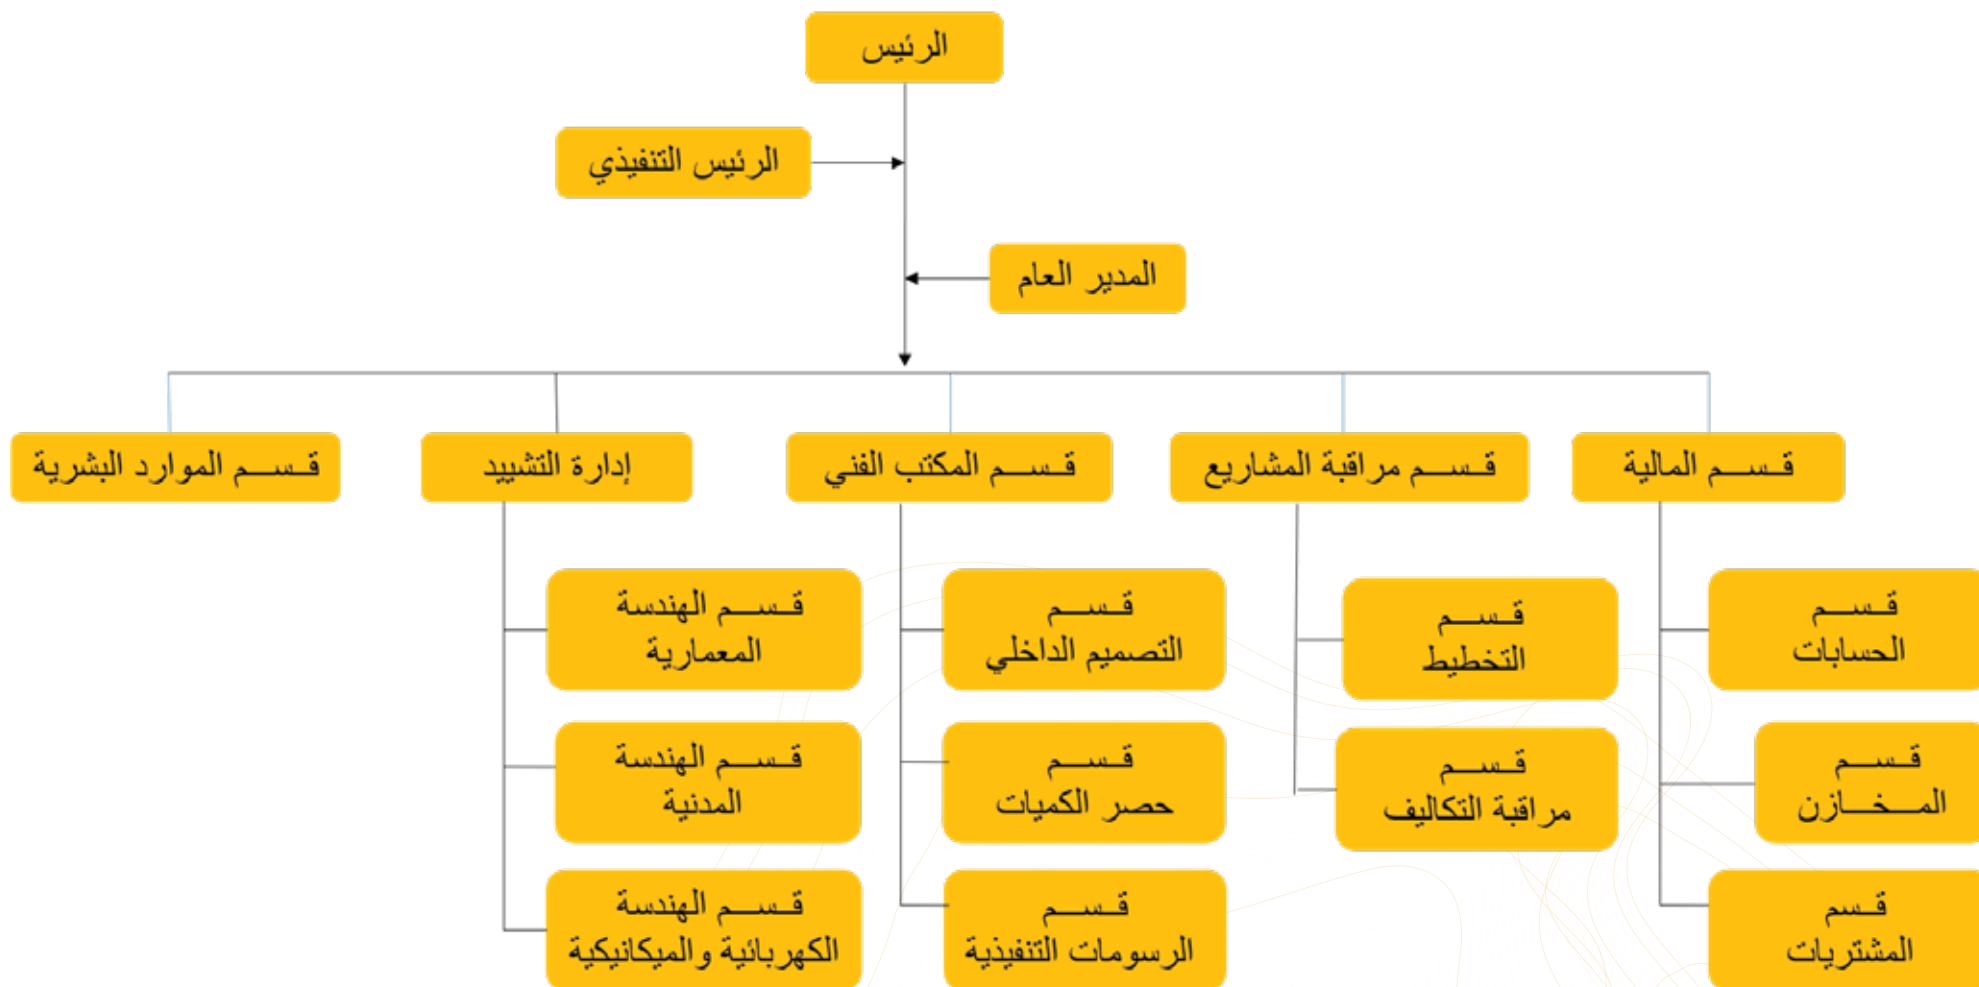 الرئيس
الرئيس التنفيذي
المدير العام
قسم المالية
قسم مراقبة المشاريع
قسم المكتب الفني
إدارة التشييد
قسم الموارد البشرية
قسم
الحسابات
قسم
المخازن
قسم
المشتريات
قسم
التخطيط
قسم
مراقبة التكاليف
قسم
التصميم الداخلي
قسم
حصر الكميات
قسم
الرسومات التنفيذية
قسم الهندسة
المعمارية
قسم الهندسة
المدنية
قسم الهندسة
الكهربائية والميكانيكية